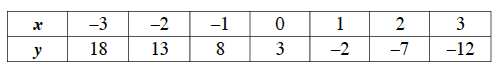 x –3 –2 –1 0 1 2 3
y 18 13 8 3 –2 –7 –12